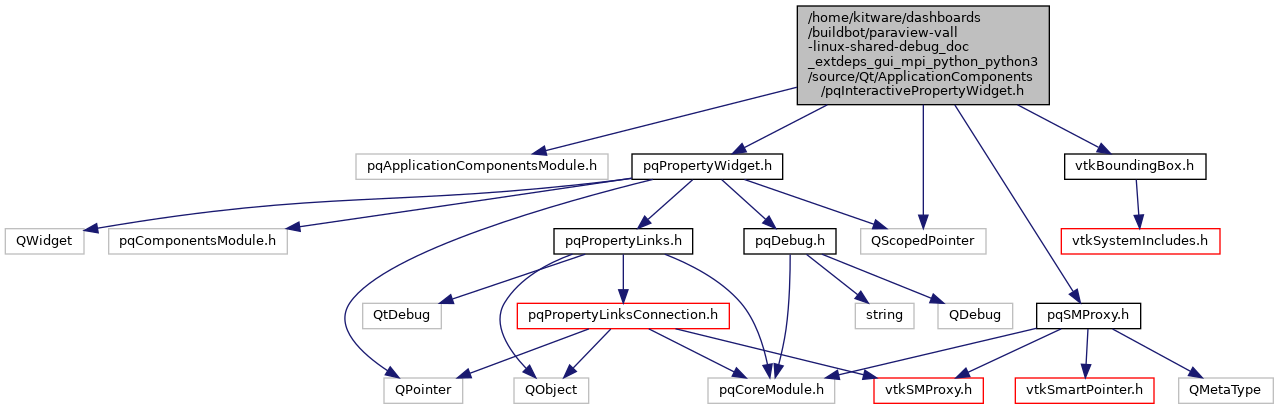 /home/kitware/dashboards
/buildbot/paraview-vall
-linux-shared-debug_doc
_extdeps_gui_mpi_python_python3
/source/Qt/ApplicationComponents
/pqInteractivePropertyWidget.h
pqApplicationComponentsModule.h
pqPropertyWidget.h
vtkBoundingBox.h
QWidget
pqComponentsModule.h
pqPropertyLinks.h
pqDebug.h
QScopedPointer
vtkSystemIncludes.h
QtDebug
pqPropertyLinksConnection.h
string
QDebug
pqSMProxy.h
QPointer
QObject
pqCoreModule.h
vtkSMProxy.h
vtkSmartPointer.h
QMetaType